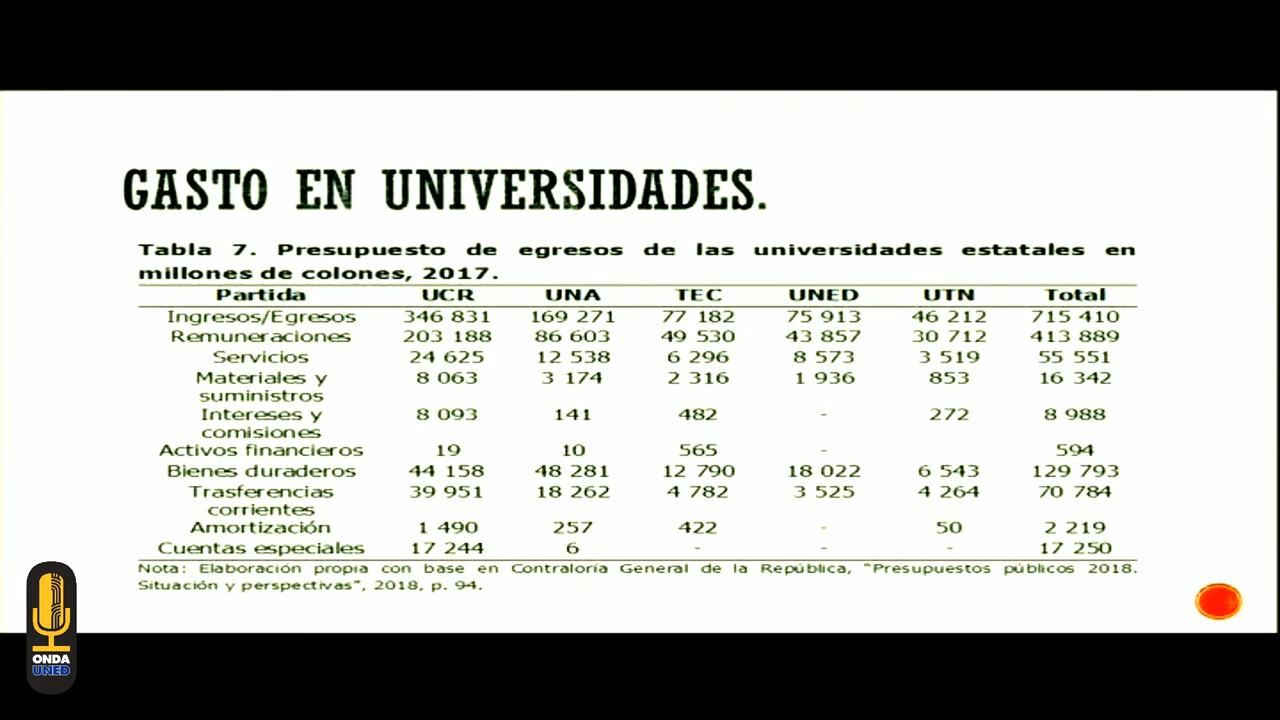 GASTO EN UNIVERSIDADES.
Tabla 7. Presupuesto de egresos de las universidades estatales en
millones de colones, 2017.
Partida UCR UNA TEC UNED UTN Total
Ingresos/Egresos 346 831 169 271 77 182 75 913 46 212 715 410
Remuneraciones 203 188 86 603 49 530 43 857 30 712 413 889
Servicios 24 625 12 538 6 296 8 573 3 519 55 551
Materiales y 8 063 3 174 2 316 1 936 853 16 342
suministros
Intereses y 8 093 141 482 - 272 8 988
comisiones
Activos financieros 19 10 565 - 594
Bienes duraderos 44 158 48 281 12 790 18 022 6 543 129 793
Trasferencias 39 951 18 262 4 782 3 525 4 264 70 784
corrientes
Amortización 1 490 257 422 - 50 2 219
Cuentas especiales 17 244 6 - - - 17 250
Nota: Elaboración propia con base en Contraloría General de la República, "Presupuestos públicos 2018.
Situación y perspectivas", 2018, p. 94.
ONDA
UNED